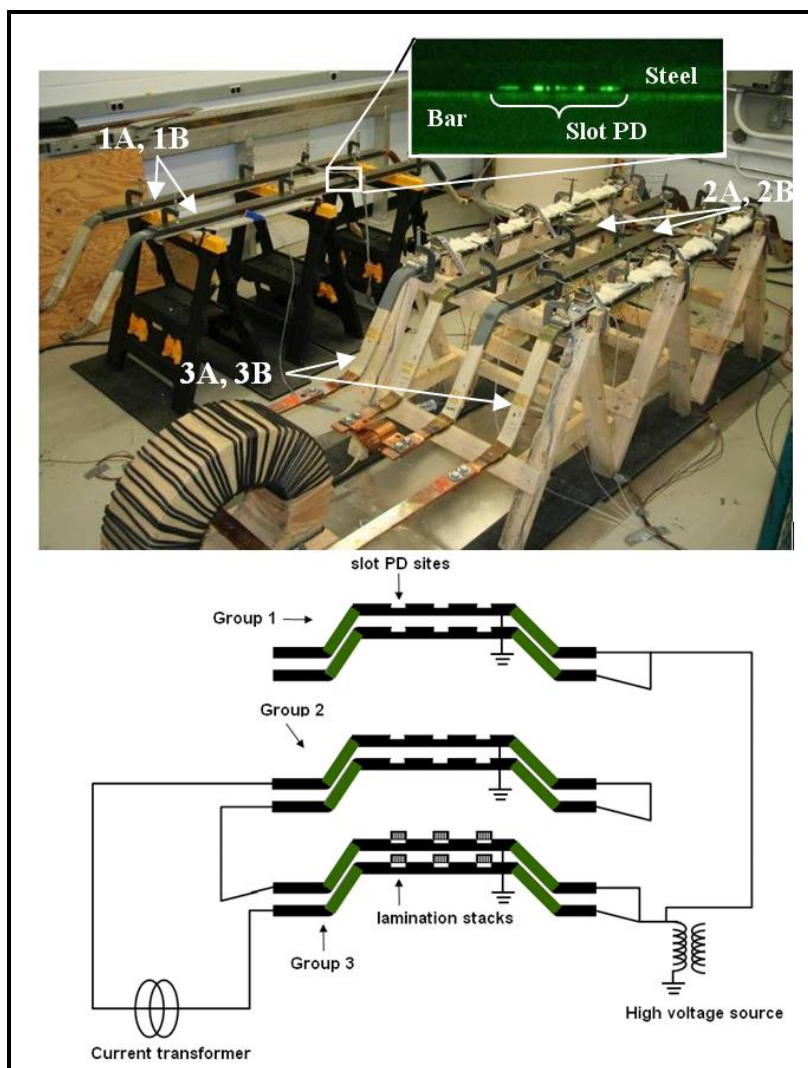 Steel
Bar
Slot PD
1A, 1B
2A, 2B
3A, 3B
slot PD sites
Group 1
Group 2
lamination stacks
Group 3
High voltage source
Current transformer